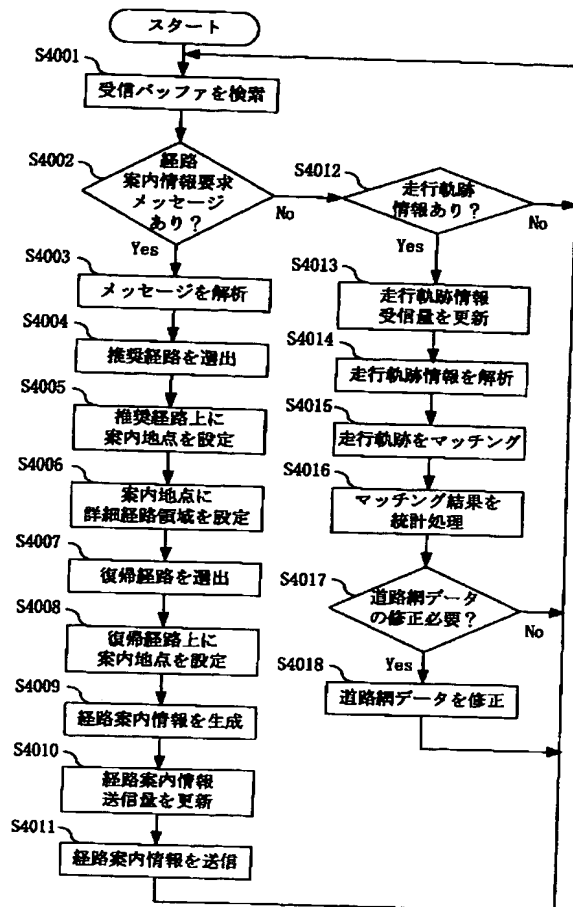 スタート
S4001
受信バッファを検索
S4002
経路
案内情報要求
メッセージ
あり？
No
Yes
S4003
メッセージを解析
S4004
推奨経路を選出
S4005
推奨経路上に
案内地点を設定
S4006
案内地点に
詳細経路領域を設定
S4007
復帰経路を選出
S4008
復帰経路上に
案内地点を設定
S4009
経路案内情報を生成
S4010
経路案内情報
送信量を更新
S4011
経路案内情報を送信
S4012
走行軌跡
情報あり？
No
Yes
S4013
走行軌跡情報
受信量を更新
S4014
走行軌跡情報を解析
S4015
走行軌跡をマッチング
S4016
マッチング結果を
統計処理
S4017
道路網データ
の修正必要？
No
Yes
S4018
道路網データを修正